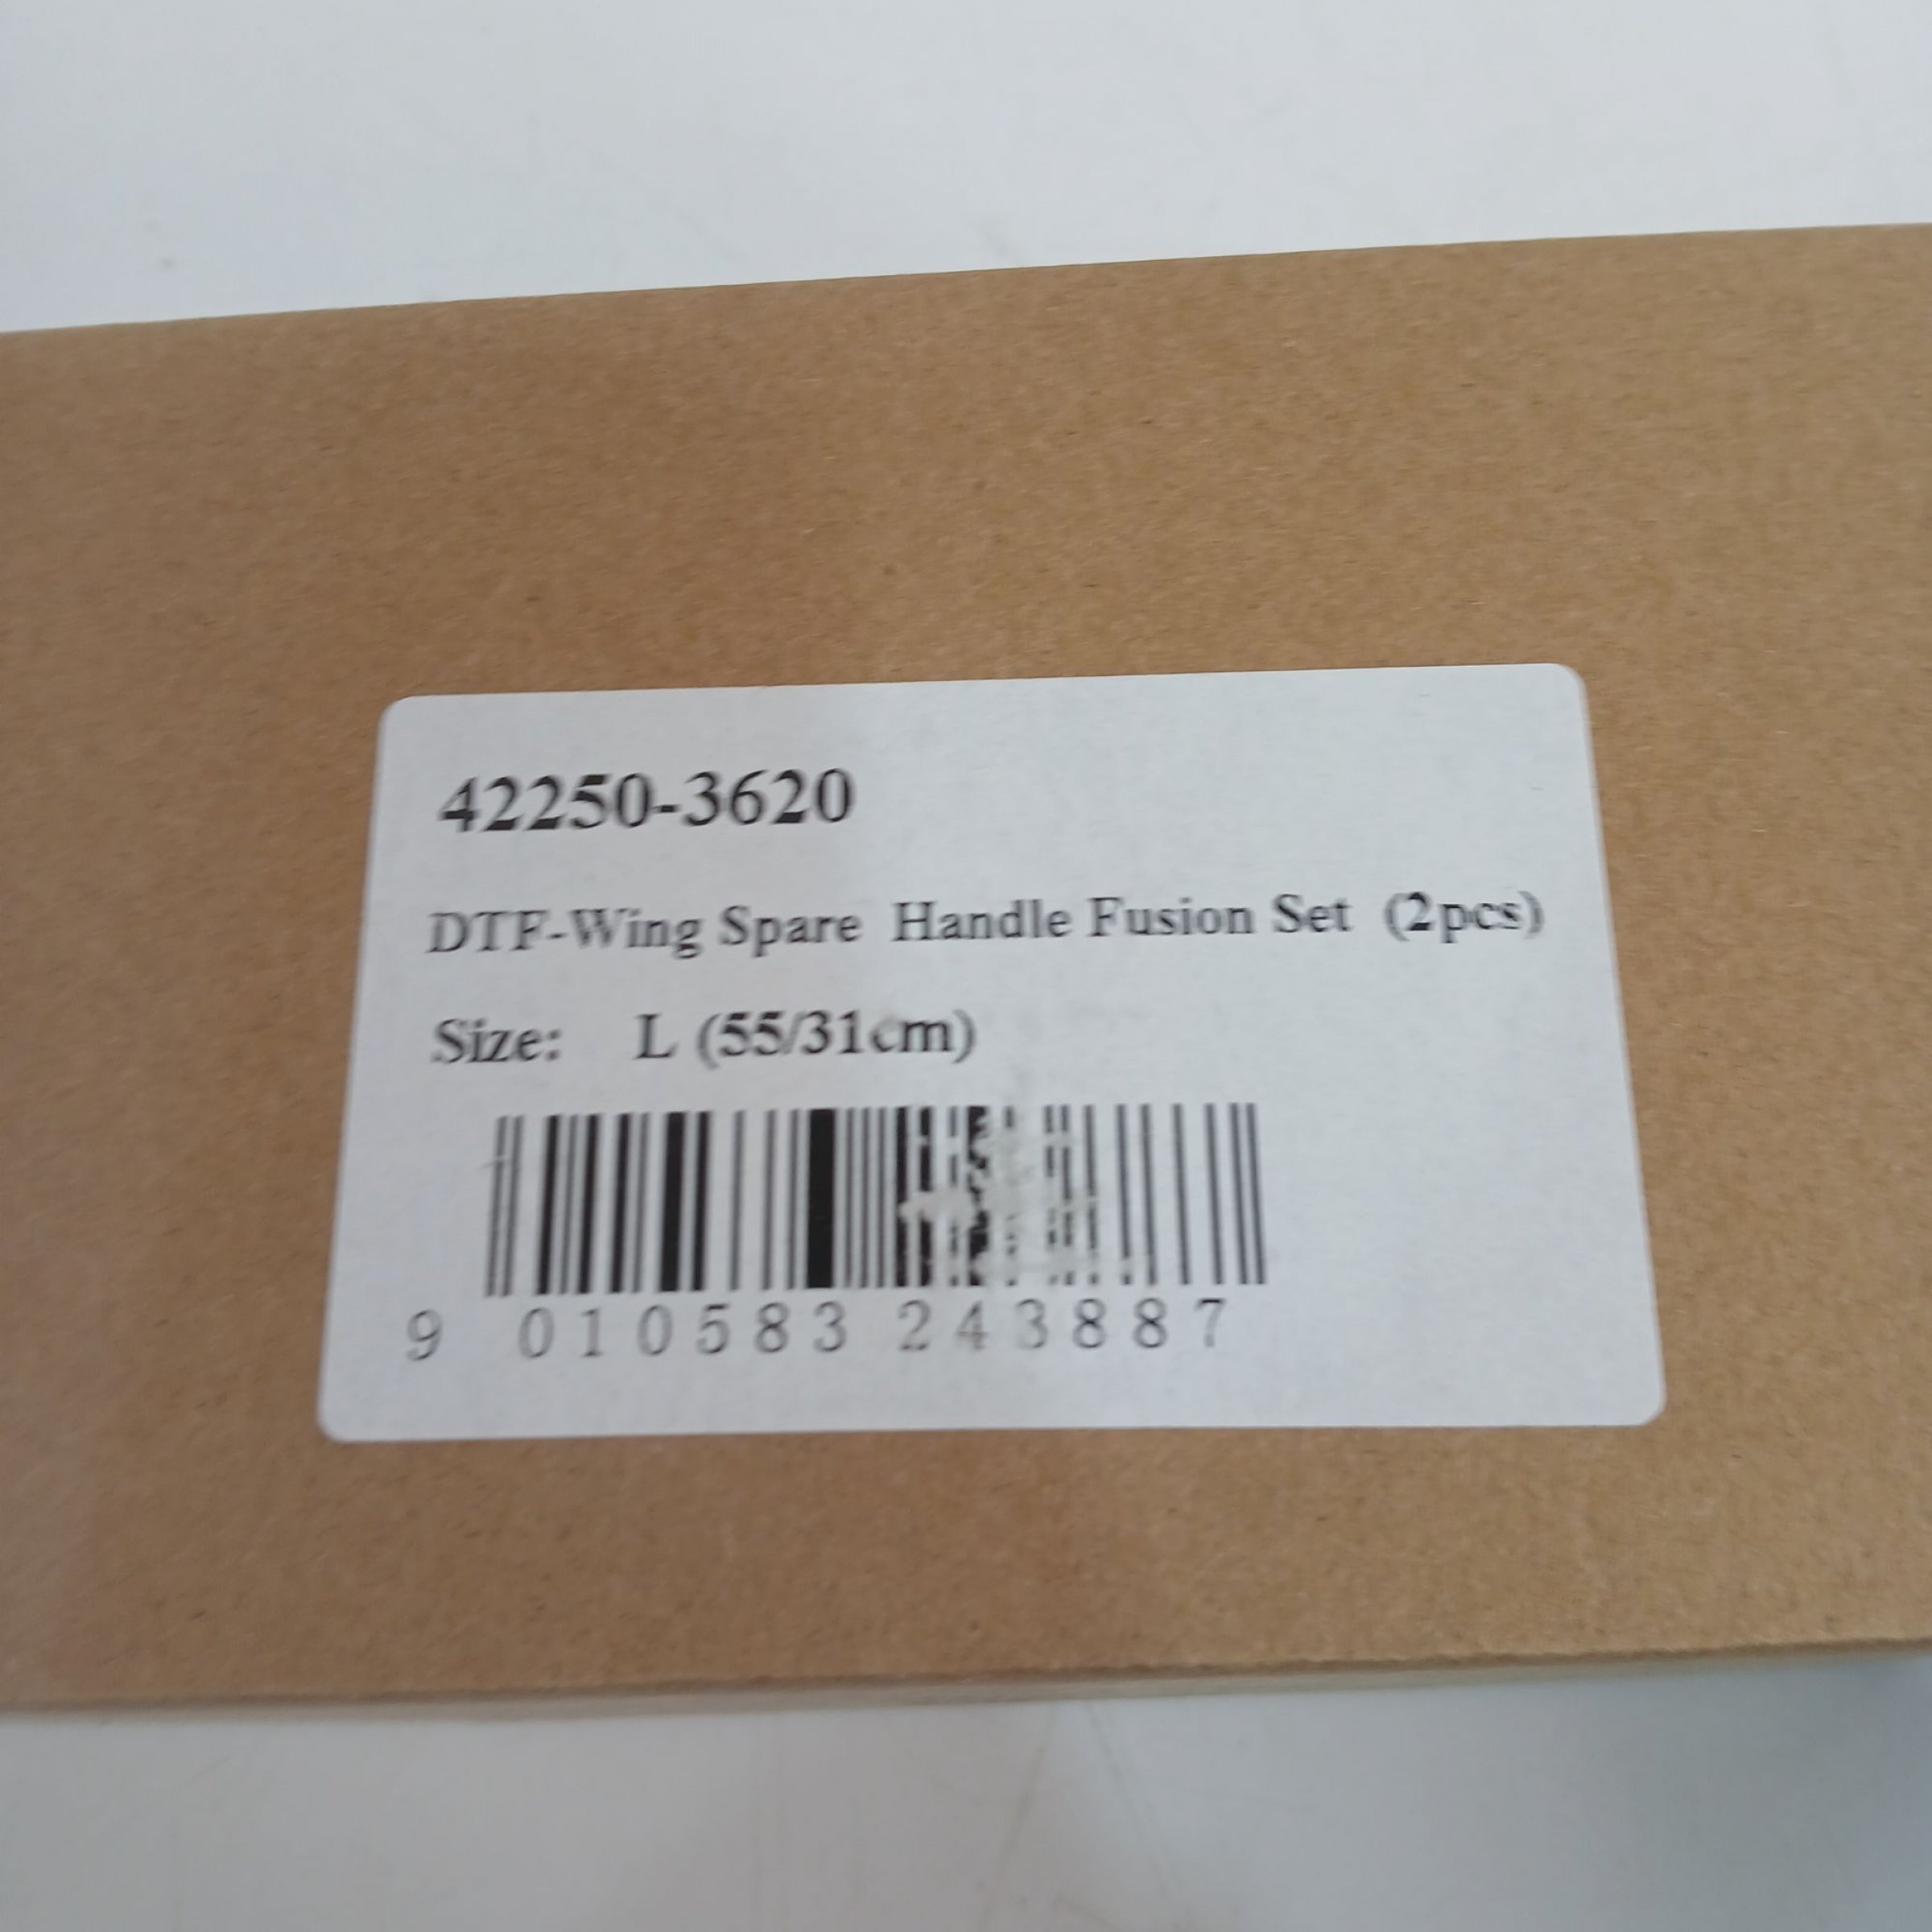 42250-3620
DTF-Wing Spare Handle Fusion Set (2pcs)
Size: L (55/31cm)
9 010583 243887